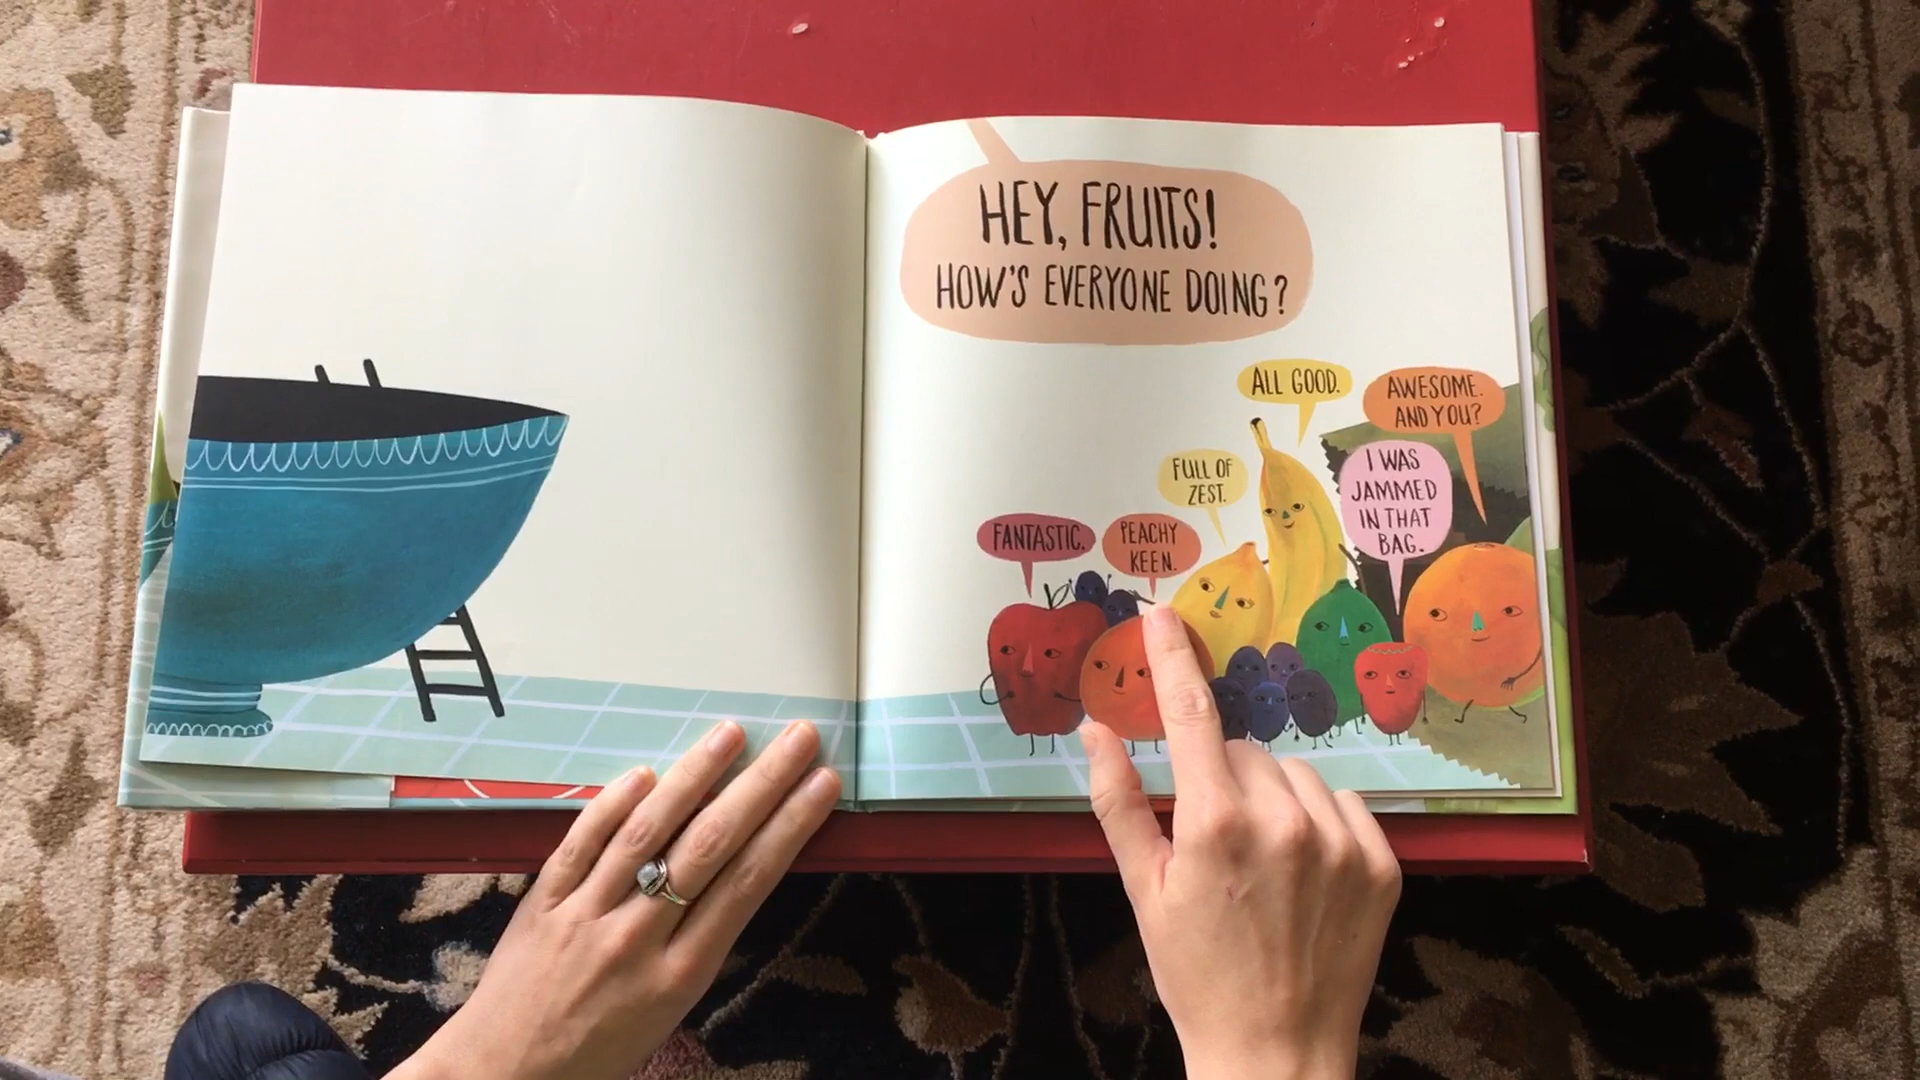 HEY, FRUITS!
HOW'S EVERYONE DOING?
FANTASTIC.
PEACHY
KEEN.
FULL OF
ZEST.
ALL GOOD.
I WAS
JAMMED
IN THAT
BAG.
AWESOME.
AND YOU?